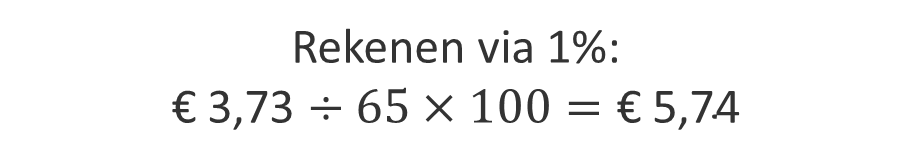 Rekenen via 1%:
€ 3,73 ÷ 65 × 100 = € 5,74